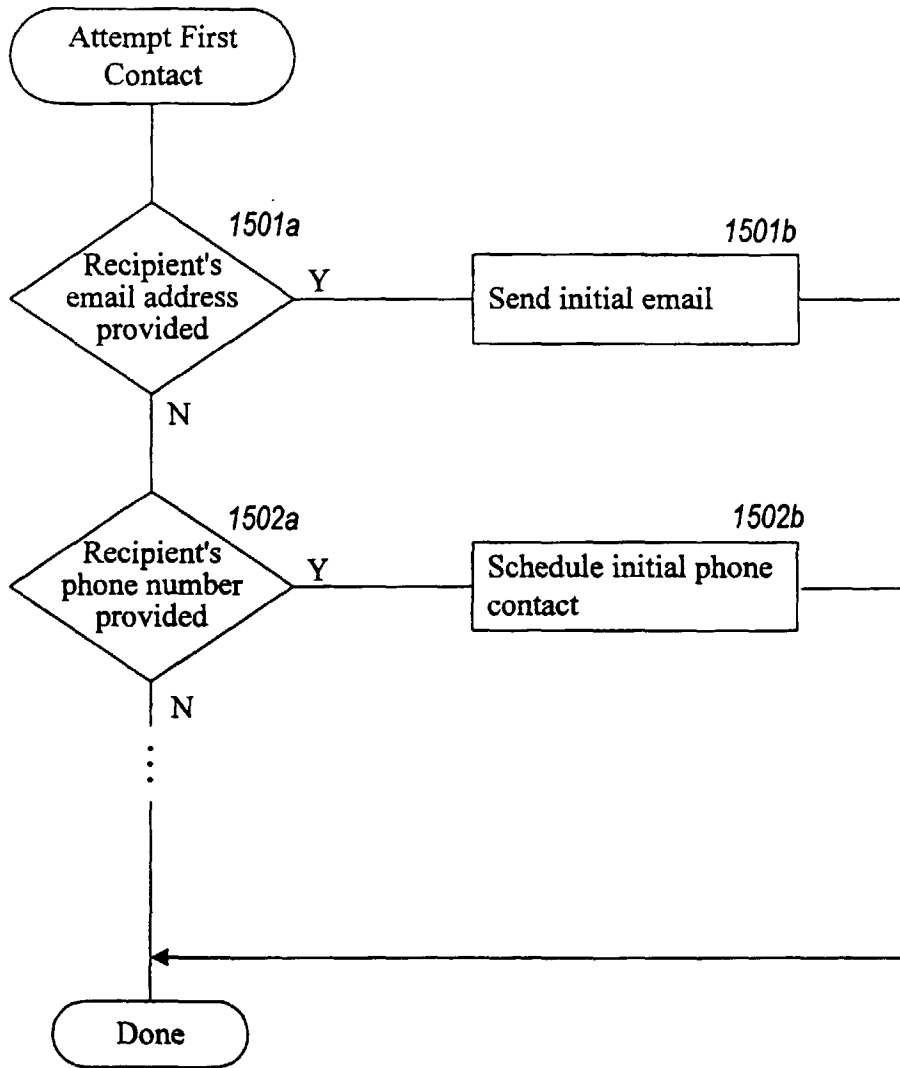 Attempt First
Contact
1501a
Recipient's
email address
provided
Y
N
1501b
Send initial email
1502a
Recipient's
phone number
provided
Y
N
1502b
Schedule initial phone
contact
Done